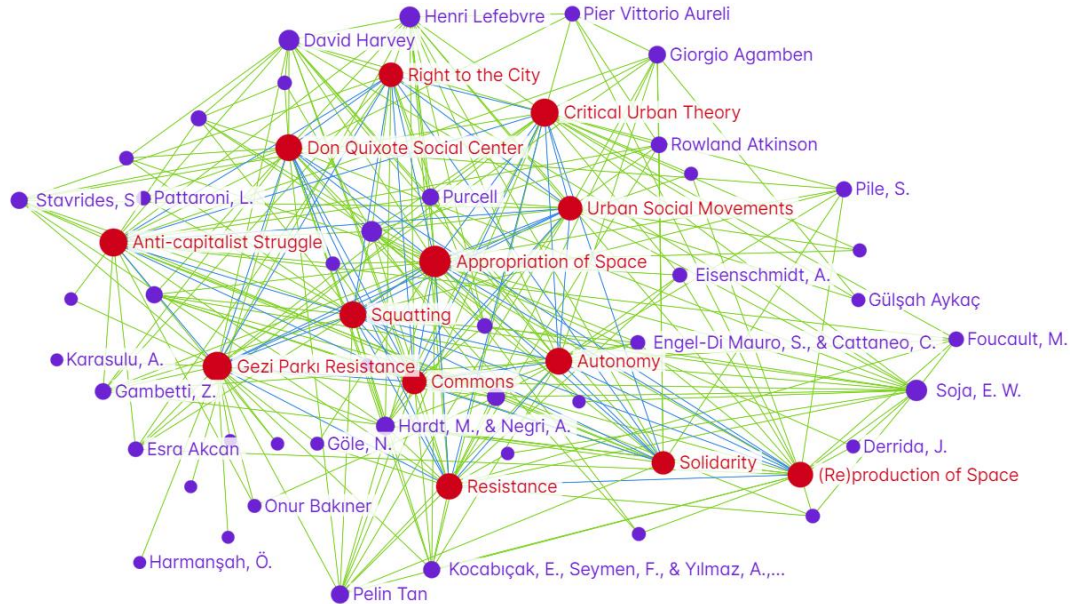 Henri Lefebvre
Pier Vittorio Aureli
David Harvey
Giorgio Agamben
Right to the City
Critical Urban Theory
Don Quixote Social Center
Rowland Atkinson
Pile, S.
Stavrides, S
Pattaroni, L.
Purcell
Urban Social Movements
Anti-capitalist Struggle
Appropriation of Space
Eisenschmidt, A.
Gülşah Aykaç
Squatting
Engel-Di Mauro, S., & Cattaneo, C.
Foucault, M.
Karasulu, A.
Gezi Parkı Resistance
Autonomy
Commons
Gambetti, Z.
Soja, E. W.
Hardt, M., & Negri, A.
Esra Akcan
Göle, N.
Derrida, J.
Solidarity
(Re)production of Space
Resistance
Onur Bakıner
Harmanşah, Ö.
Kocabıçak, E., Seymen, F., & Yılmaz, A.,...
Pelin Tan